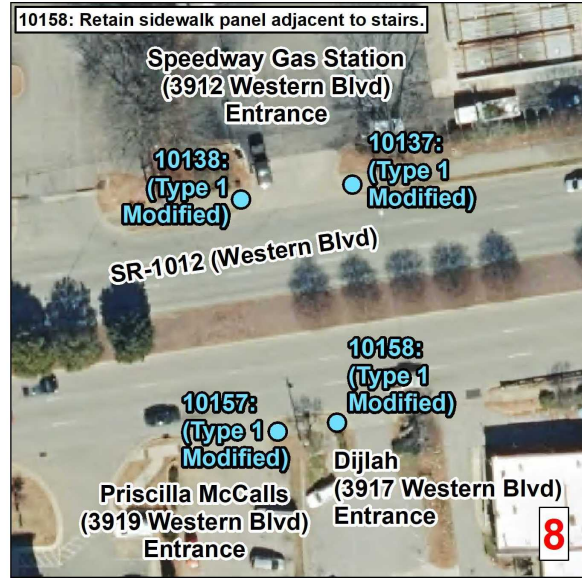 10158: Retain sidewalk panel adjacent to stairs.
Speedway Gas Station
(3912 Western Blvd)
Entrance
10138:
(Type 1
Modified)
10137:
(Type 1
Modified)
SR-1012 (Western Blvd)
10158:
(Type 1
Modified)
10157:
(Type 1
Modified)
Dijlah
(3917 Western Blvd)
Entrance
Priscilla McCalls
(3919 Western Blvd)
Entrance
8